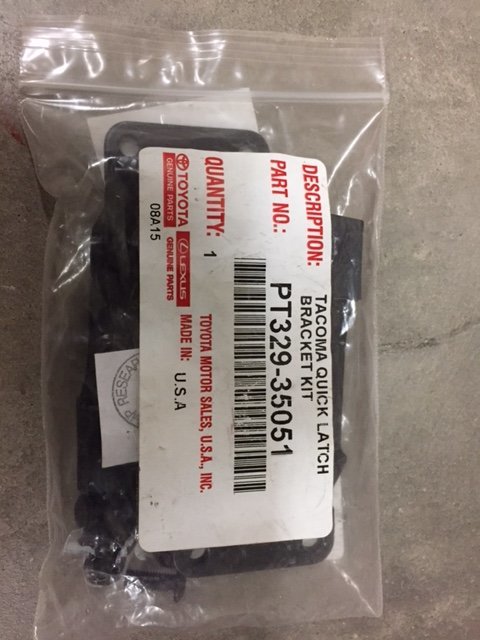 DESCRIPTION: TACOMA QUICK LATCH
BRACKET KIT
PART NO.: PT329-35051
QUANTITY: 1
TOYOTA MOTOR SALES, U.S.A., INC.
TOYOTA LEXUS MADE IN: U.S.A
GENUINE PARTS GENUINE PARTS
08A15